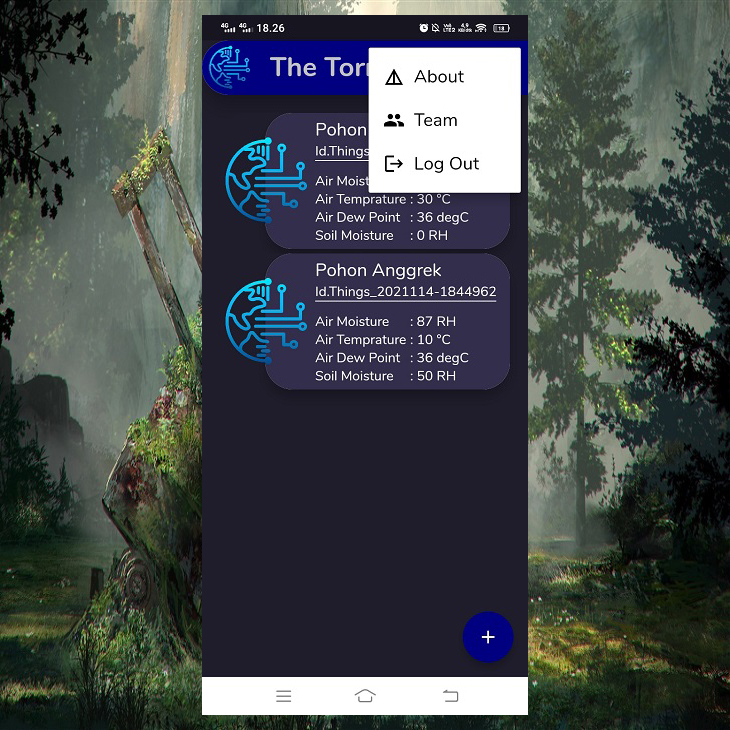 4G 4G 18.26
The Torr
About
Team
Log Out
Pohon
Id.Things
Air Moist
Air Temprature : 30 °C
Air Dew Point : 36 degC
Soil Moisture : 0 RH
Pohon Anggrek
Id.Things_2021114-1844962
Air Moisture : 87 RH
Air Temprature : 10 °C
Air Dew Point : 36 degC
Soil Moisture : 50 RH
+